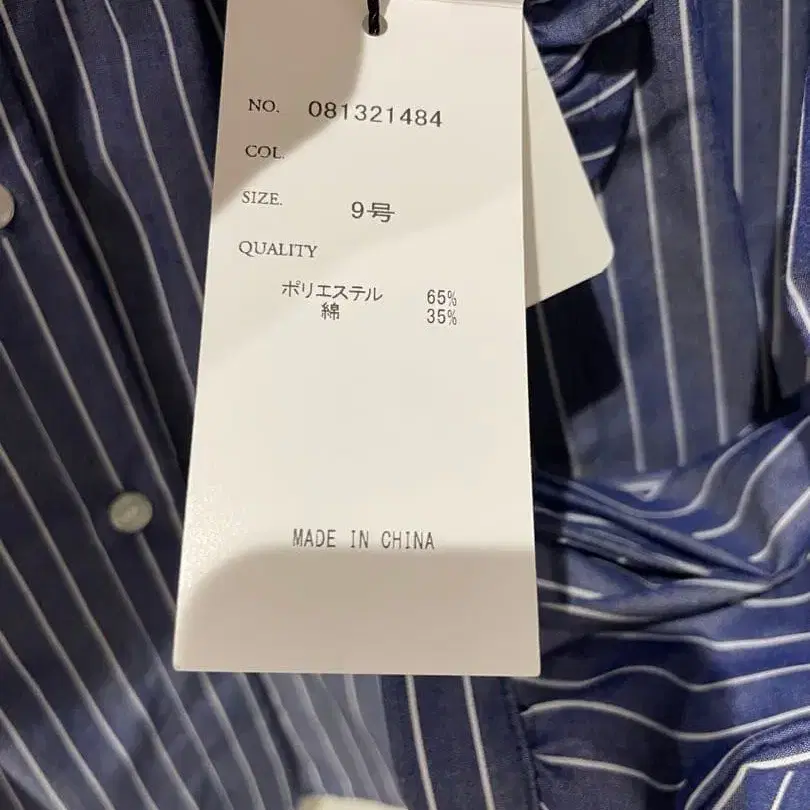 NO. 081321484
COL.
SIZE. 9号
QUALITY
ポリエステル 65%
綿 35%
MADE IN CHINA